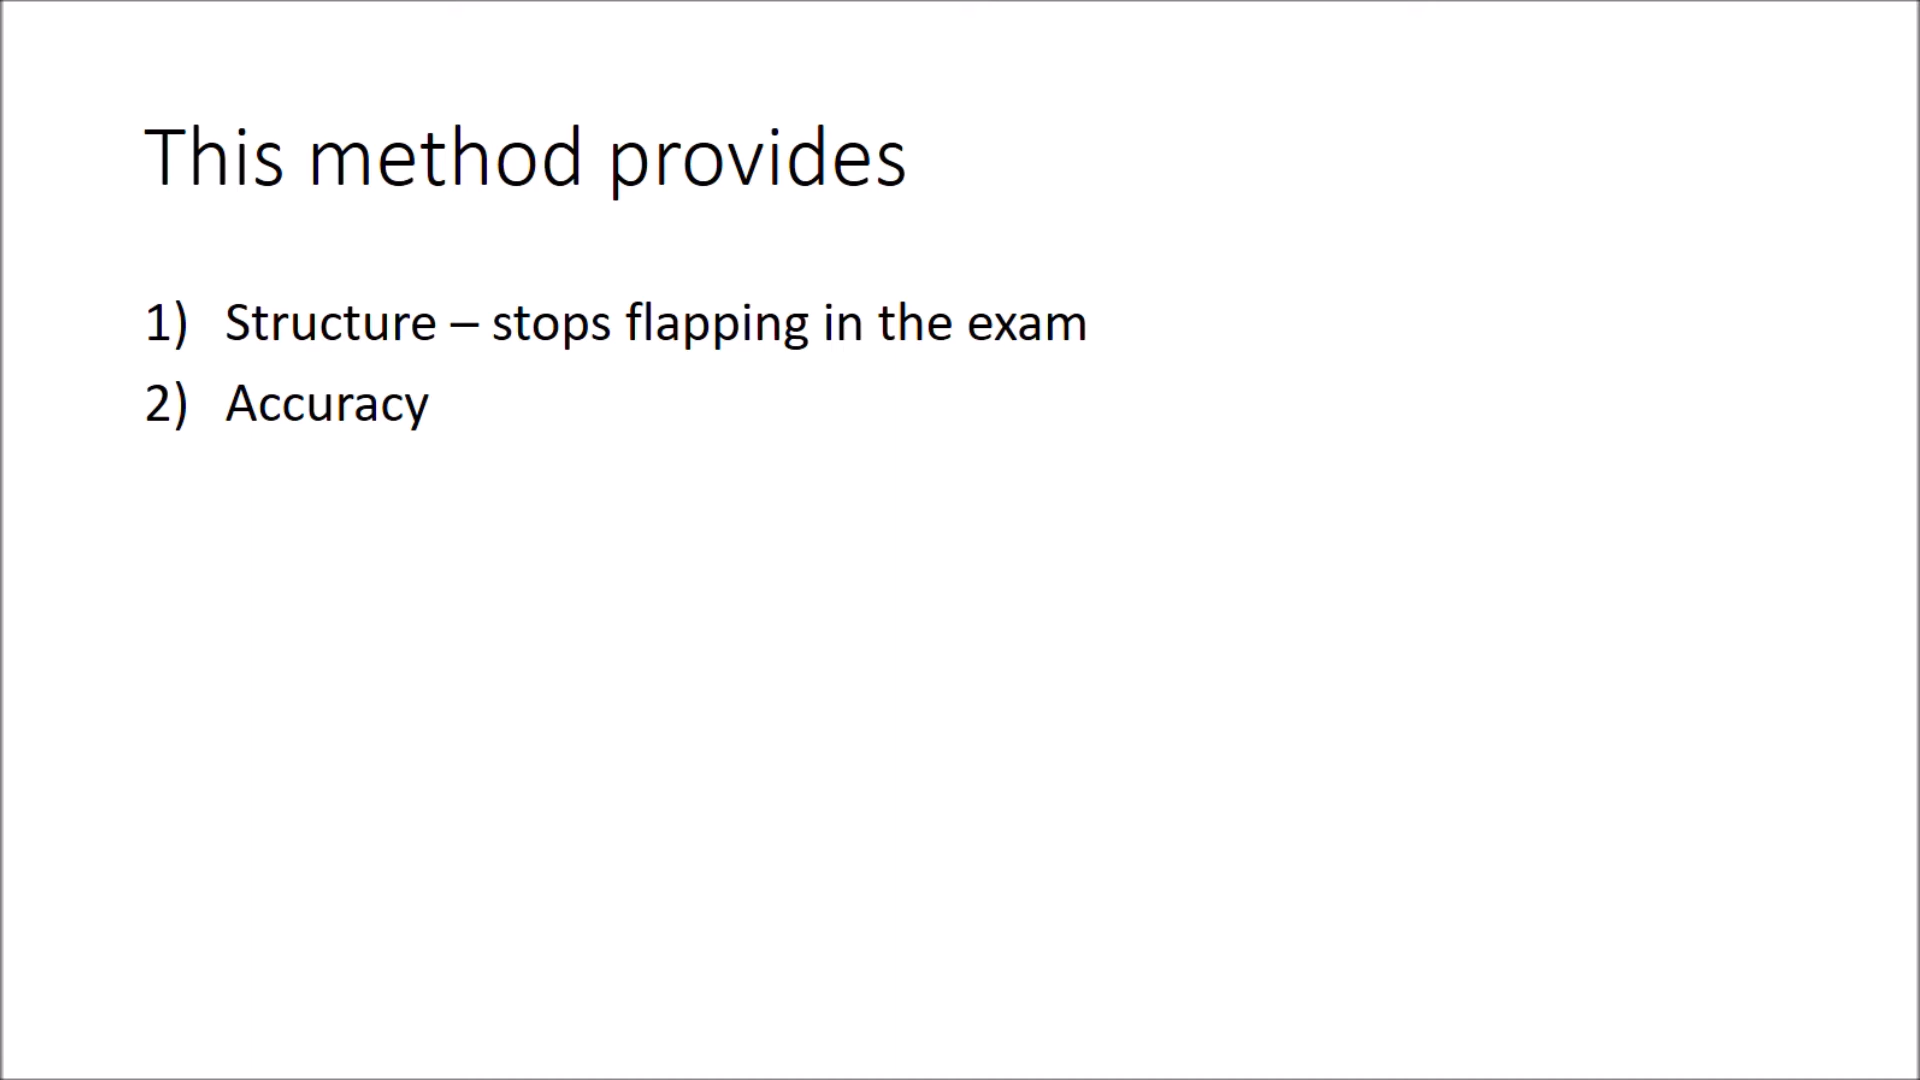 This method provides
1) Structure – stops flapping in the exam
2) Accuracy